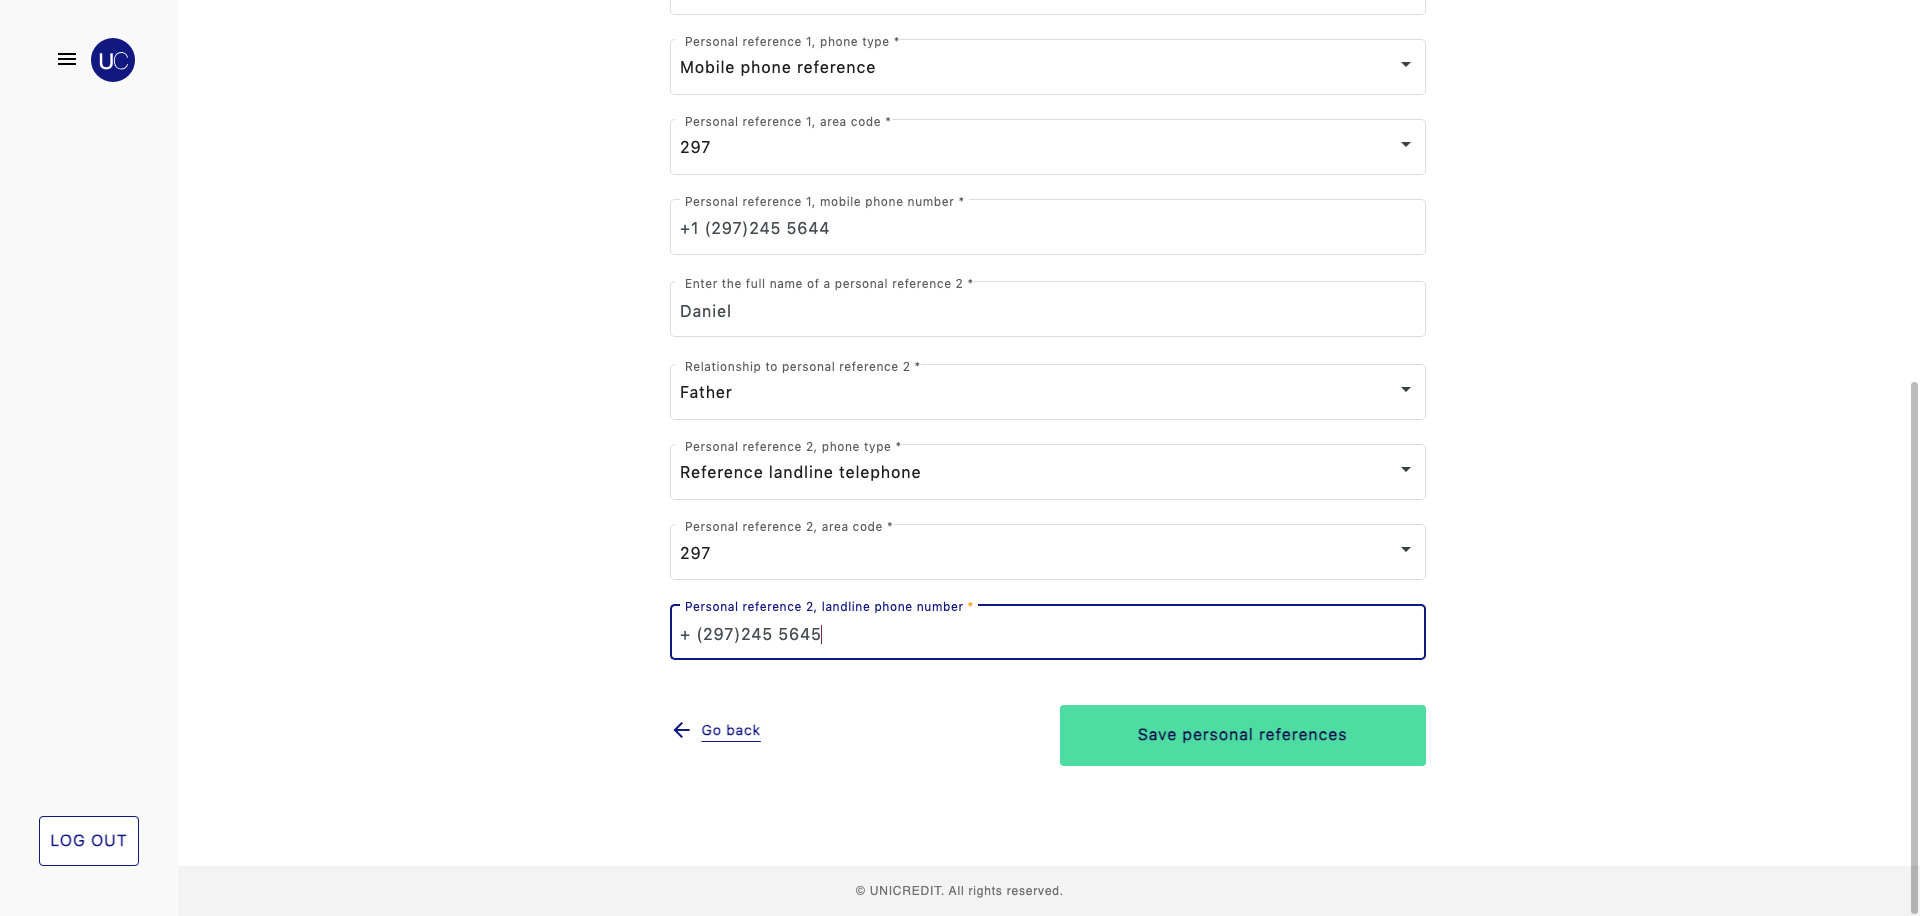 UC
Personal reference 1, phone type *
Mobile phone reference
Personal reference 1, area code *
297
Personal reference 1, mobile phone number *
+1 (297)245 5644
Enter the full name of a personal reference 2 *
Daniel
Relationship to personal reference 2 *
Father
Personal reference 2, phone type *
Reference landline telephone
Personal reference 2, area code *
297
Personal reference 2, landline phone number *
+ (297)245 5645
Go back
Save personal references
LOG OUT
© UNICREDIT. All rights reserved.